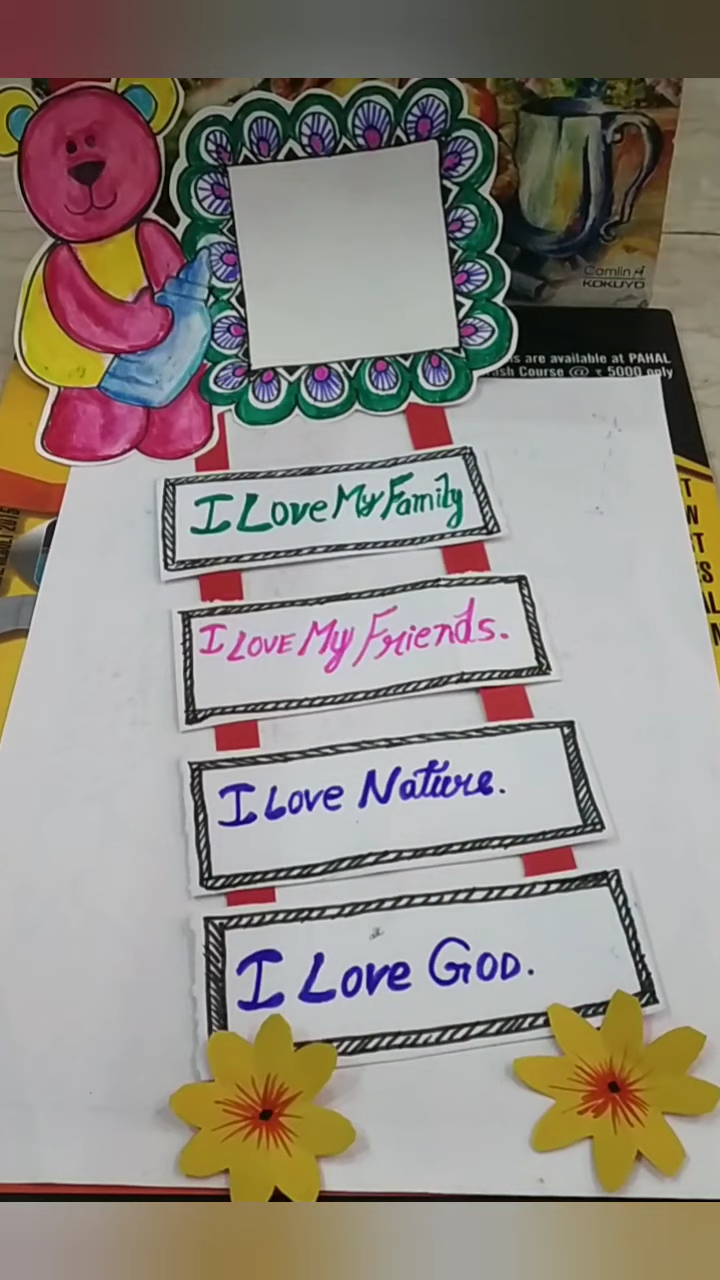 Camlin
KOKUYO
are available at PAHAL
Course @ ₹ 5000 only
I Love My Family
I LOVE My Friends.
I Love Nature.
I Love GOD.